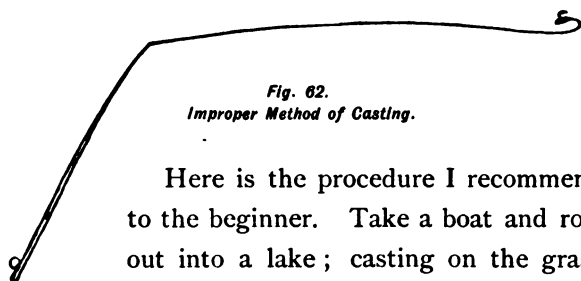 Fig. 62.
Improper Method of Casting.
Here is the procedure I recommen
to the beginner. Take a boat and ro
out into a lake; casting on the gra